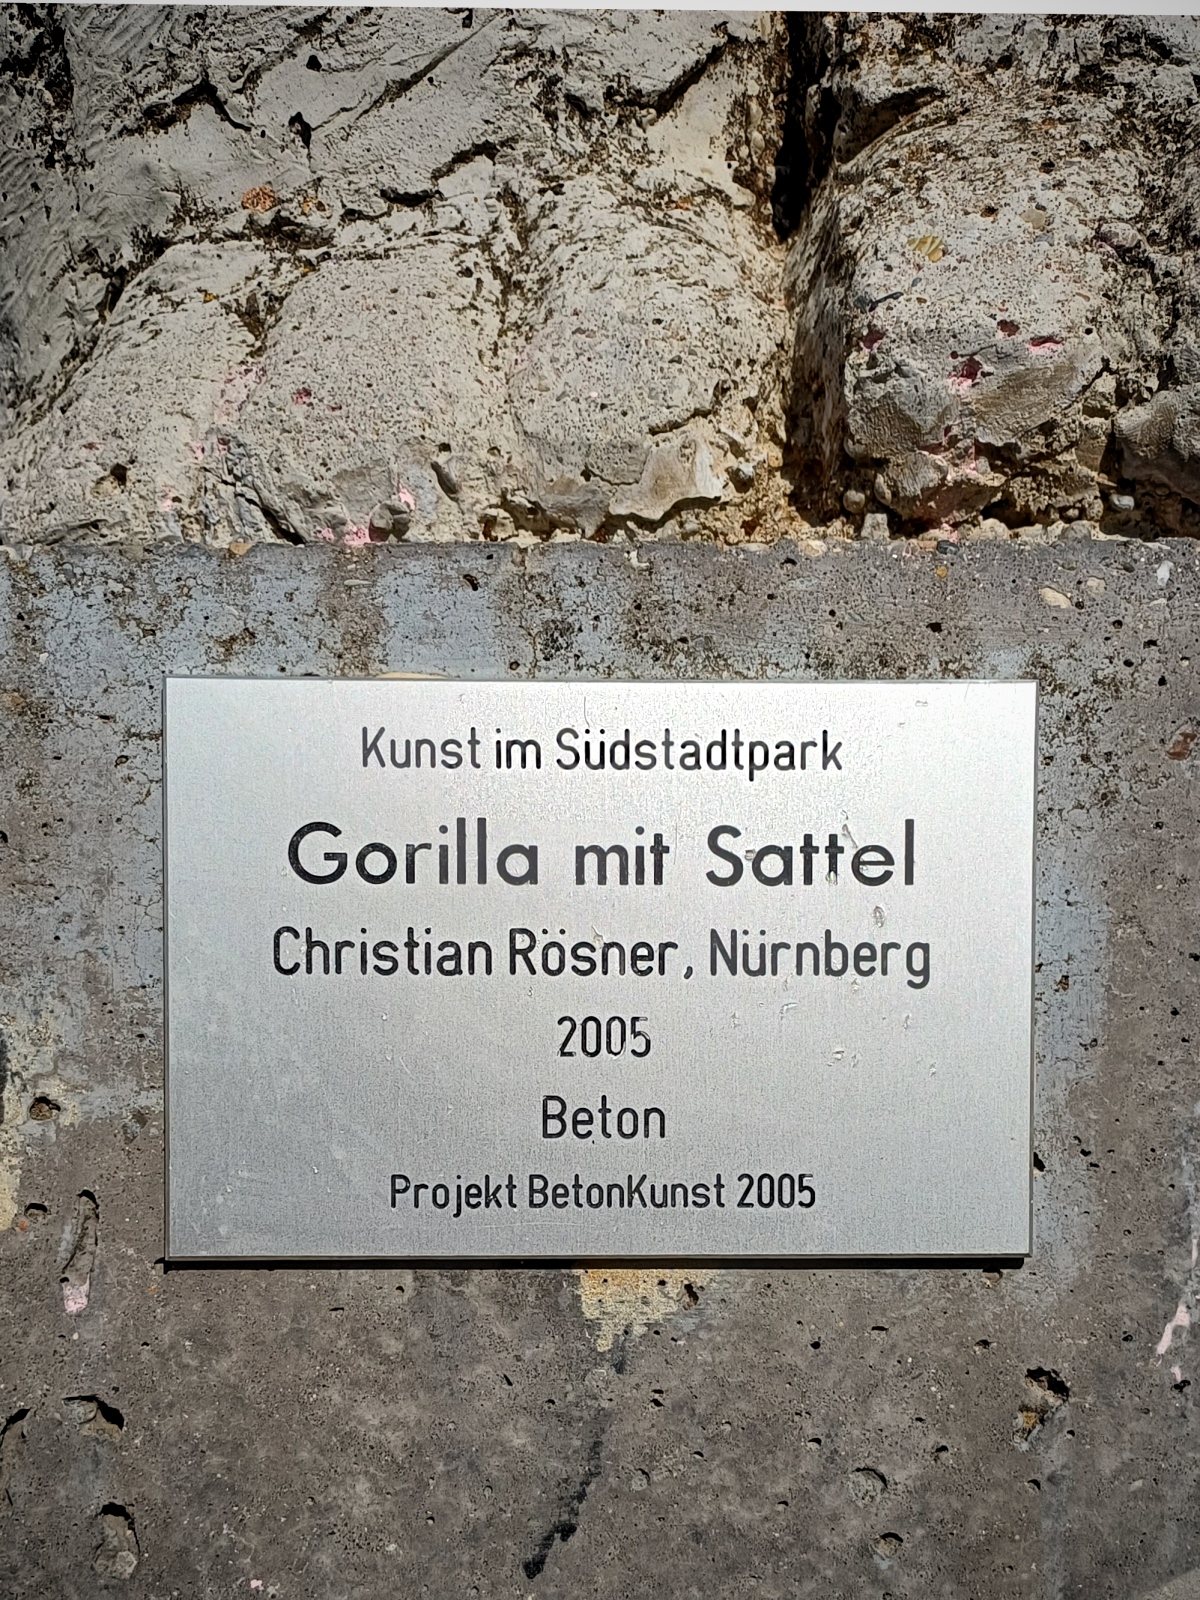 Kunst im Südstadtpark
Gorilla mit Sattel
Christian Rösner, Nürnberg
2005
Beton
Projekt BetonKunst 2005